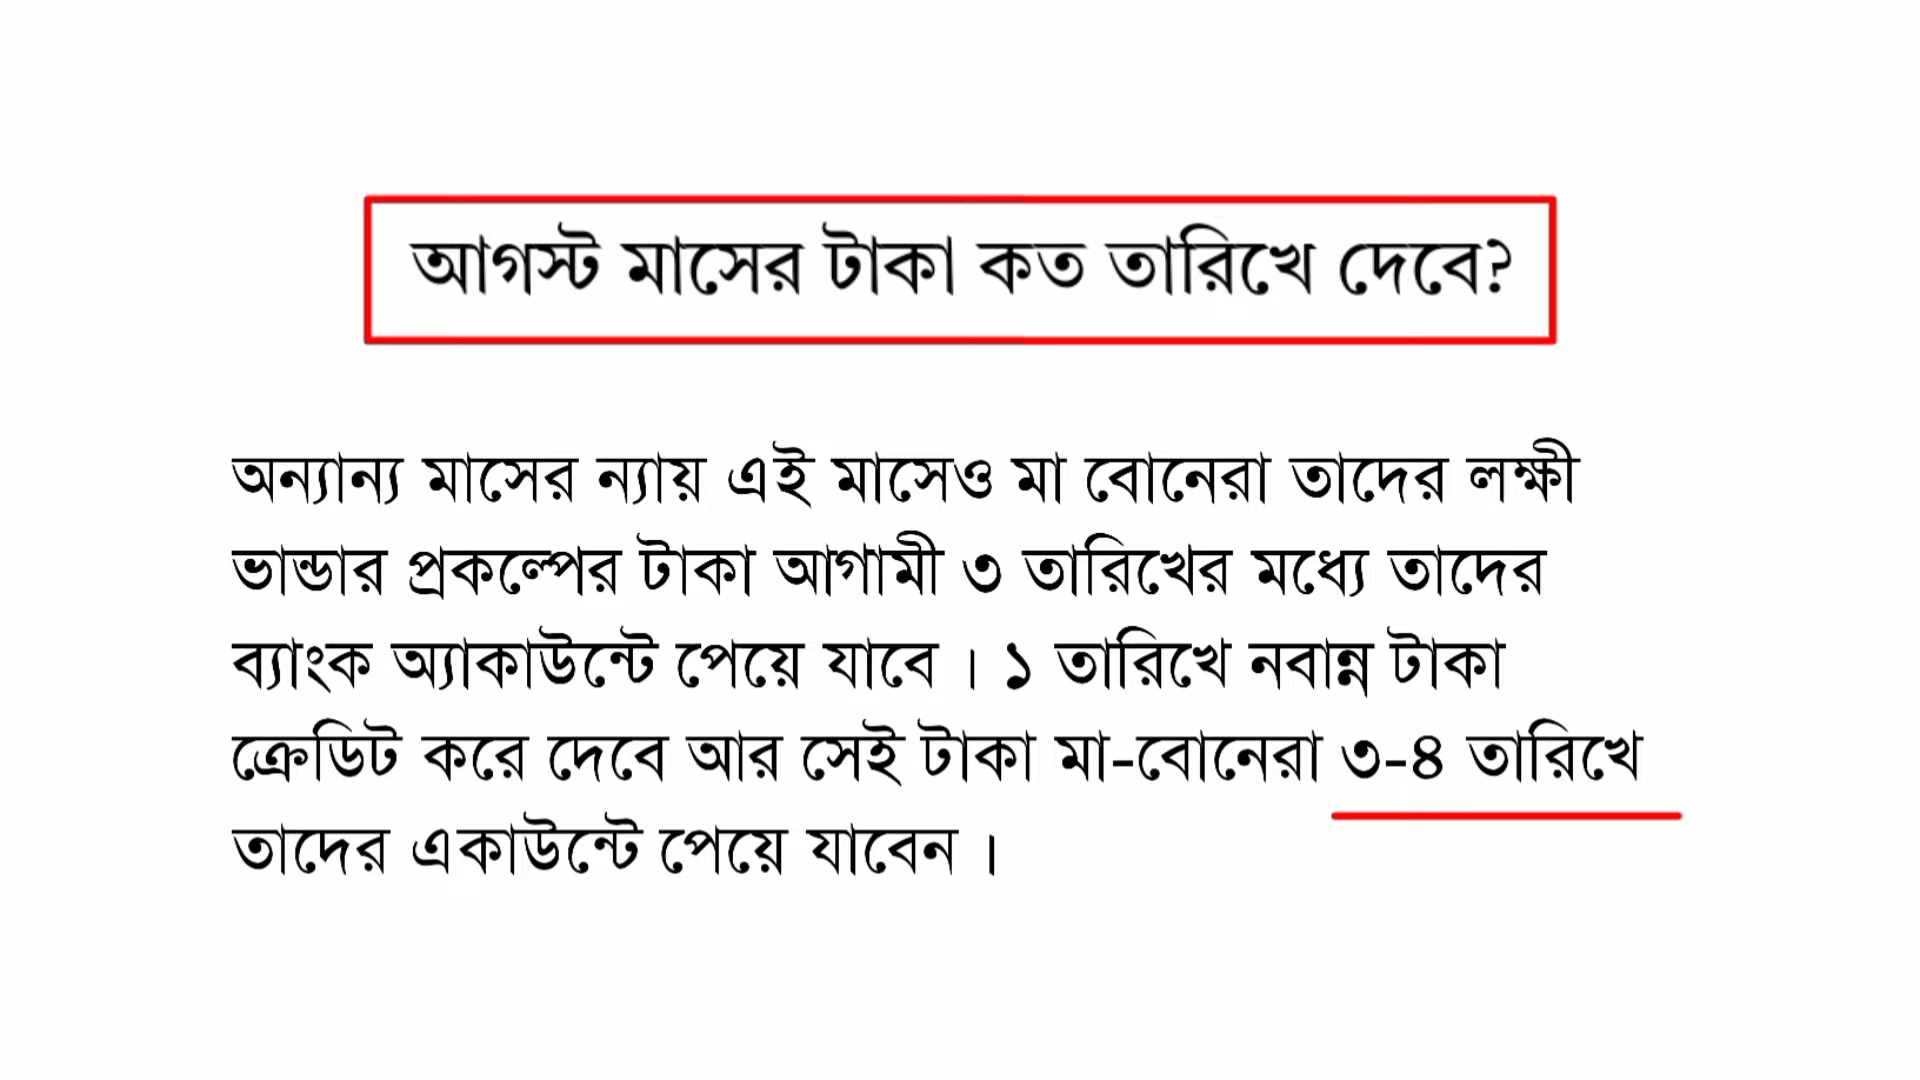 আগস্ট মাসের টাকা কত তারিখে দেবে?
অন্যান্য মাসের ন্যায় এই মাসেও মা বোনেরা তাদের লক্ষী
ভান্ডার প্রকল্পের টাকা আগামী ৩ তারিখের মধ্যে তাদের
ব্যাংক অ্যাকাউন্টে পেয়ে যাবে । ১ তারিখে নবান্ন টাকা
ক্রেডিট করে দেবে আর সেই টাকা মা-বোনেরা ৩-৪ তারিখে
তাদের একাউন্টে পেয়ে যাবেন ।